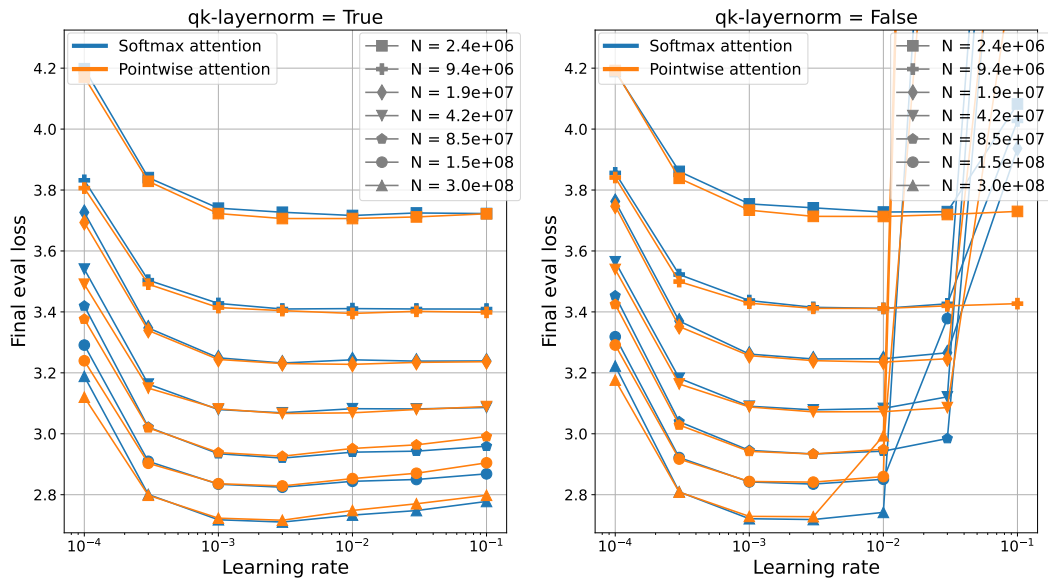 qk-layernorm = True
Softmax attention
Pointwise attention
N = 2.4e+06
N = 9.4e+06
N = 1.9e+07
N = 4.2e+07
N = 8.5e+07
N = 1.5e+08
N = 3.0e+08
4.2
4.0
3.8
3.6
3.4
3.2
3.0
2.8
Final eval loss
10⁻⁴
10⁻³
10⁻²
10⁻¹
Learning rate
qk-layernorm = False
Softmax attention
Pointwise attention
N = 2.4e+06
N = 9.4e+06
N = 1.9e+07
N = 4.2e+07
N = 8.5e+07
N = 1.5e+08
N = 3.0e+08
4.2
4.0
3.8
3.6
3.4
3.2
3.0
2.8
Final eval loss
10⁻⁴
10⁻³
10⁻²
10⁻¹
Learning rate